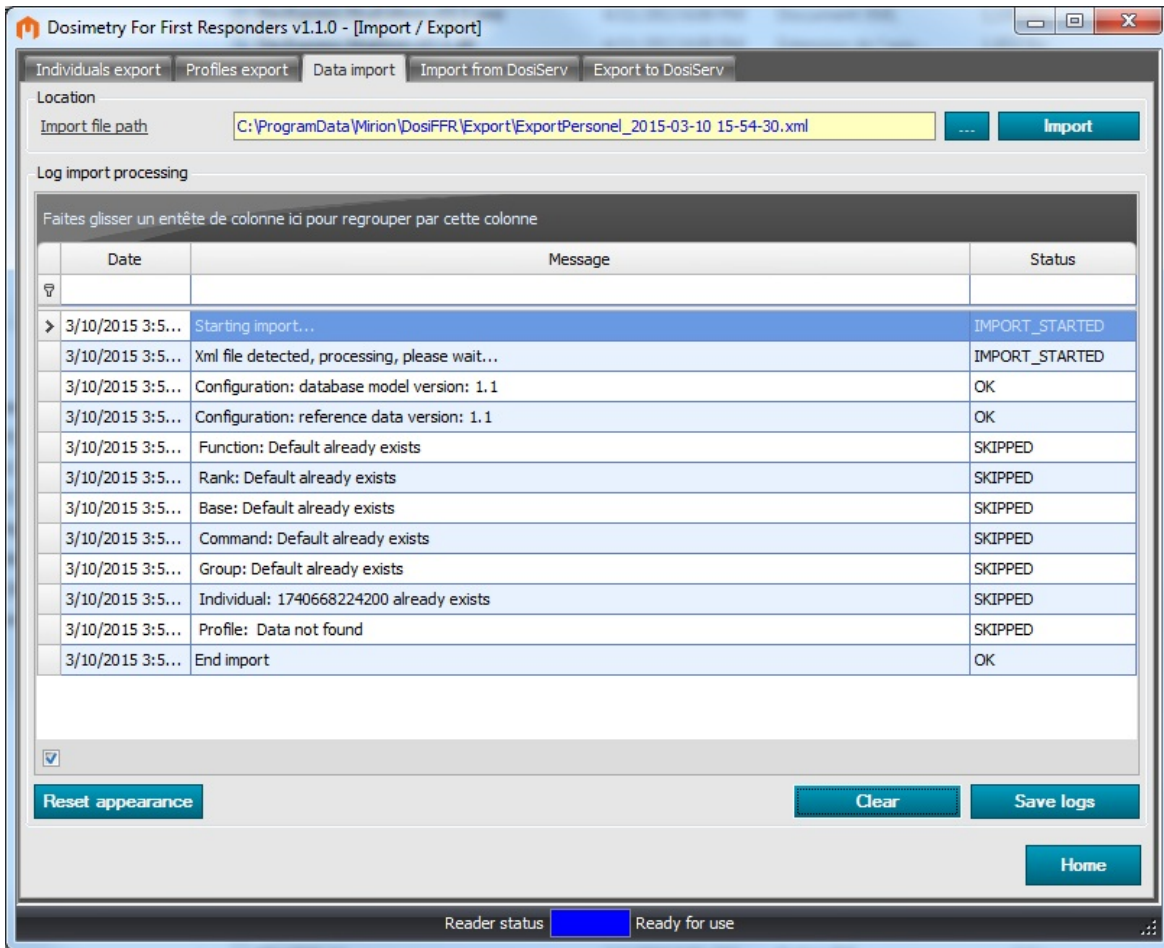 Dosimetry For First Responders v1.1.0 - [Import / Export]
Individuals export Profiles export Data import Import from DosiServ Export to DosiServ
Location
Import file path C:\ProgramData\Mirion\DosiFFR\Export\ExportPersonel_2015-03-10 15-54-30.xml ... Import
Log import processing
Faites glisser un entête de colonne ici pour regrouper par cette colonne
Date Message Status
3/10/2015 3:5... Starting import... IMPORT_STARTED
3/10/2015 3:5... Xml file detected, processing, please wait... IMPORT_STARTED
3/10/2015 3:5... Configuration: database model version: 1.1 OK
3/10/2015 3:5... Configuration: reference data version: 1.1 OK
3/10/2015 3:5... Function: Default already exists SKIPPED
3/10/2015 3:5... Rank: Default already exists SKIPPED
3/10/2015 3:5... Base: Default already exists SKIPPED
3/10/2015 3:5... Command: Default already exists SKIPPED
3/10/2015 3:5... Group: Default already exists SKIPPED
3/10/2015 3:5... Individual: 1740668224200 already exists SKIPPED
3/10/2015 3:5... Profile: Data not found SKIPPED
3/10/2015 3:5... End import OK
Reset appearance Clear Save logs
Home
Reader status Ready for use